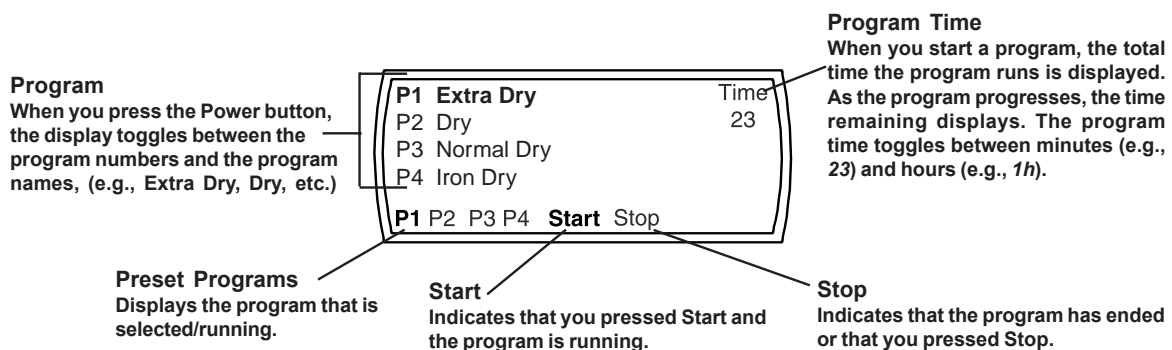 Program Time
When you start a program, the total
time the program runs is displayed.
As the program progresses, the time
remaining displays. The program
time toggles between minutes (e.g.,
23) and hours (e.g., 1h).
Program
When you press the Power button,
the display toggles between the
program numbers and the program
names, (e.g., Extra Dry, Dry, etc.)
P1 Extra Dry
Time
P2 Dry
23
P3 Normal Dry
P4 Iron Dry
P1 P2 P3 P4 Start Stop
Preset Programs
Displays the program that is
selected/running.
Start
Indicates that you pressed Start and
the program is running.
Stop
Indicates that the program has ended
or that you pressed Stop.